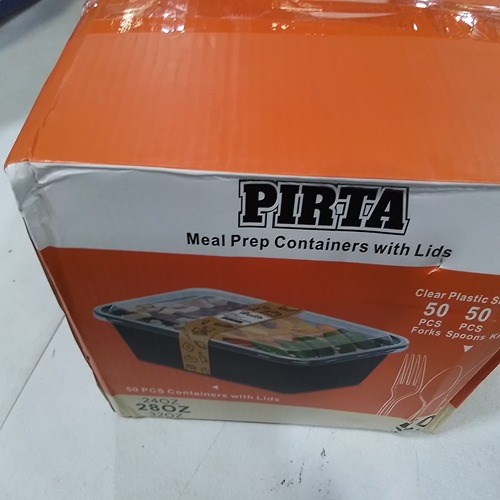 PIRTA
Meal Prep Containers with Lids
Clear Plastic
50 50
PCS PCS
Forks Spoons
50 PCS Containers with Lids
24OZ
28OZ
32OZ